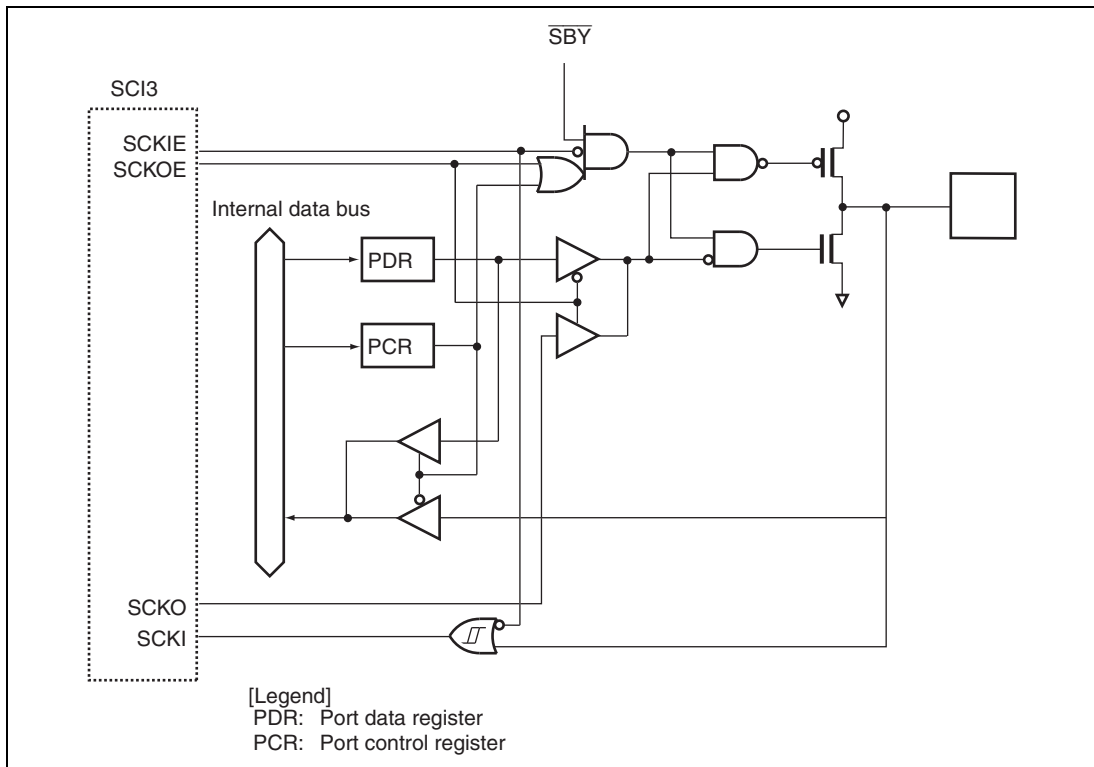 SBY
SCI3
SCKIE
SCKOE
Internal data bus
PDR
PCR
SCKO
SCKI
[Legend]
PDR: Port data register
PCR: Port control register